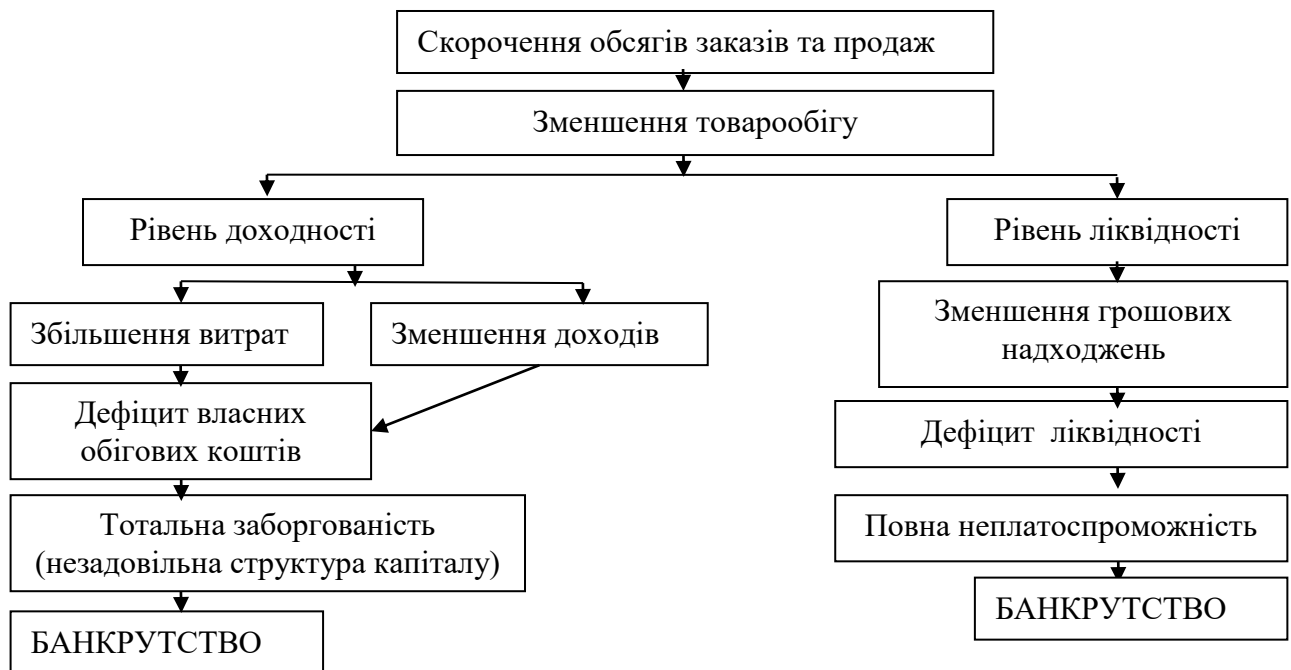 Скорочення обсягів заказів та продаж
Зменшення товарообігу
Рівень доходності
Рівень ліквідності
Збільшення витрат
Зменшення доходів
Зменшення грошових
надходжень
Дефіцит власних
обігових коштів
Дефіцит ліквідності
Тотальна заборгованість
(незадовільна структура капіталу)
Повна неплатоспроможність
БАНКРУТСТВО
БАНКРУТСТВО